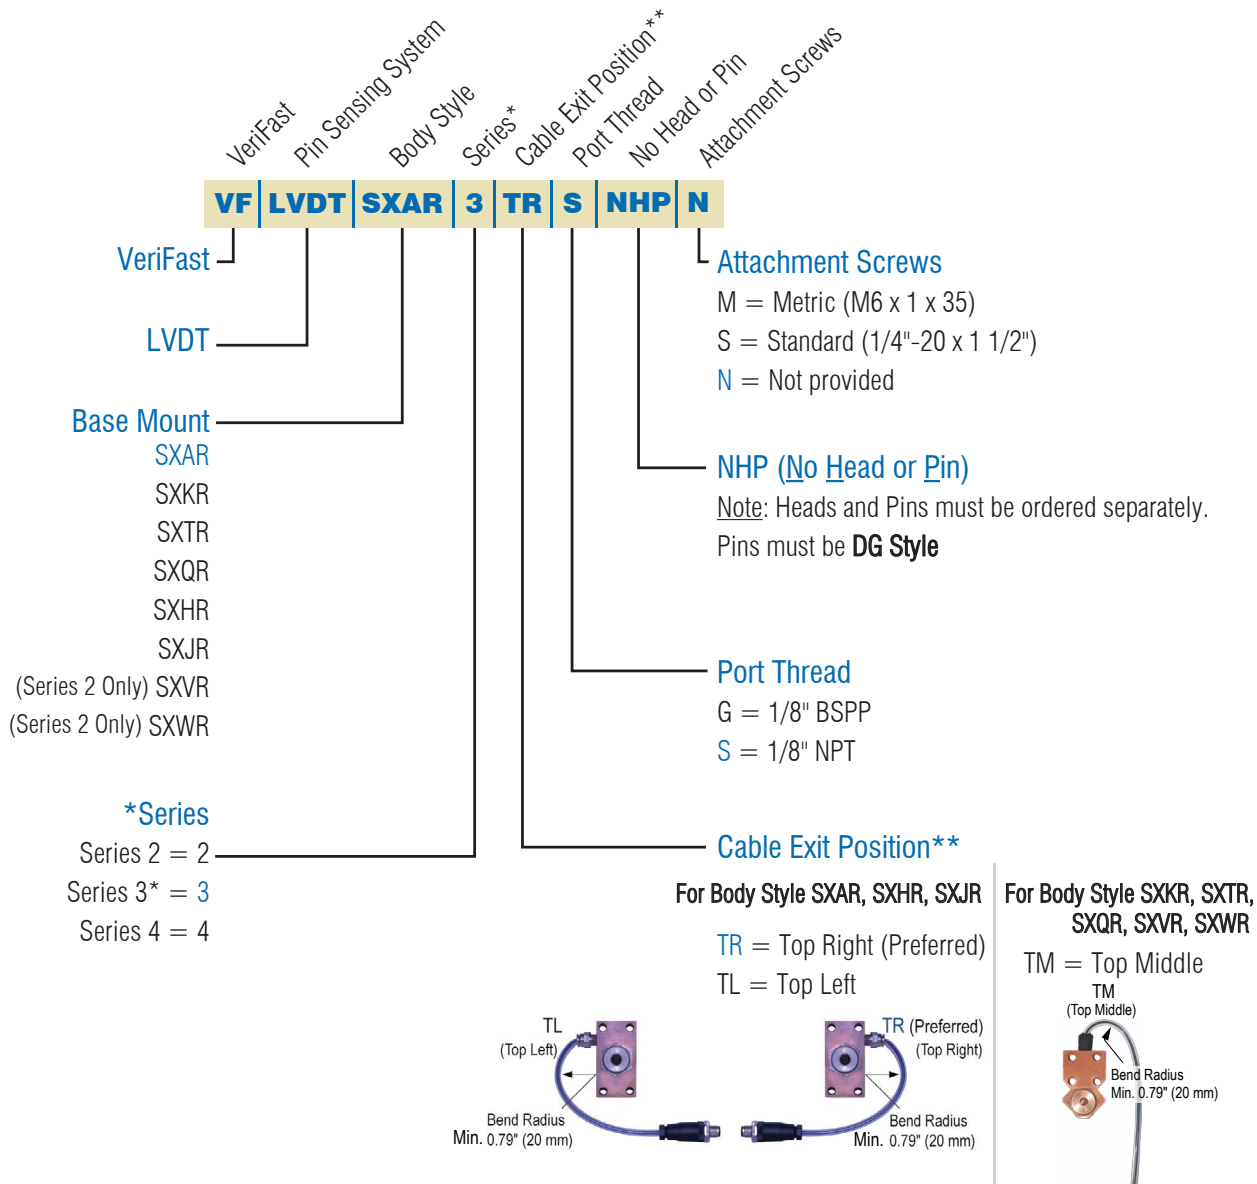 VeriFast
Pin Sensing System
Body Style
Series*
Cable Exit Position**
Port Thread
No Head or Pin
Attachment Screws
VF LVDT SXAR 3 TR S NHP N
VeriFast
LVDT
Base Mount
SXAR
SXKR
SXTR
SXQR
SXHR
SXJR
(Series 2 Only) SXVR
(Series 2 Only) SXWR
*Series
Series 2 = 2
Series 3* = 3
Series 4 = 4
Attachment Screws
M = Metric (M6 x 1 x 35)
S = Standard (1/4"-20 x 1 1/2")
N = Not provided
NHP (No Head or Pin)
Note: Heads and Pins must be ordered separately.
Pins must be DG Style
Port Thread
G = 1/8" BSPP
S = 1/8" NPT
Cable Exit Position**
For Body Style SXAR, SXHR, SXJR
TR = Top Right (Preferred)
TL = Top Left
TL
(Top Left)
Bend Radius
Min. 0.79" (20 mm)
TR (Preferred)
(Top Right)
Bend Radius
Min. 0.79" (20 mm)
For Body Style SXKR, SXTR,
SXQR, SXVR, SXWR
TM = Top Middle
TM
(Top Middle)
Bend Radius
Min. 0.79" (20 mm)